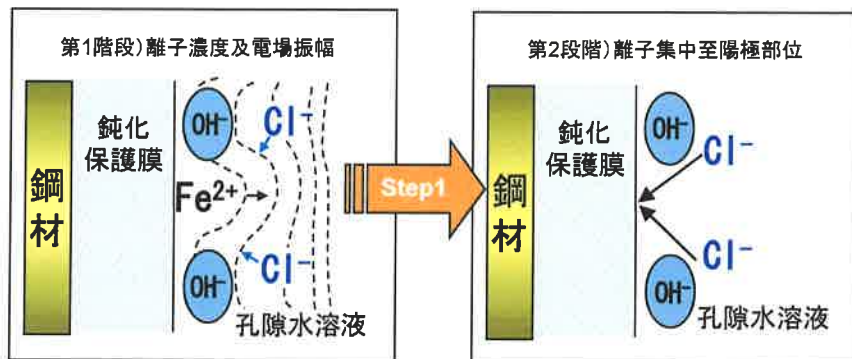 第1階段)離子濃度及電場振幅
鋼材
鈍化
保護膜
OH⁻
Cl⁻
Fe²⁺
Cl⁻
OH⁻
孔隙水溶液
Step1
第2段階)離子集中至陽極部位
鋼材
鈍化
保護膜
OH⁻
Cl⁻
Cl⁻
OH⁻
孔隙水溶液